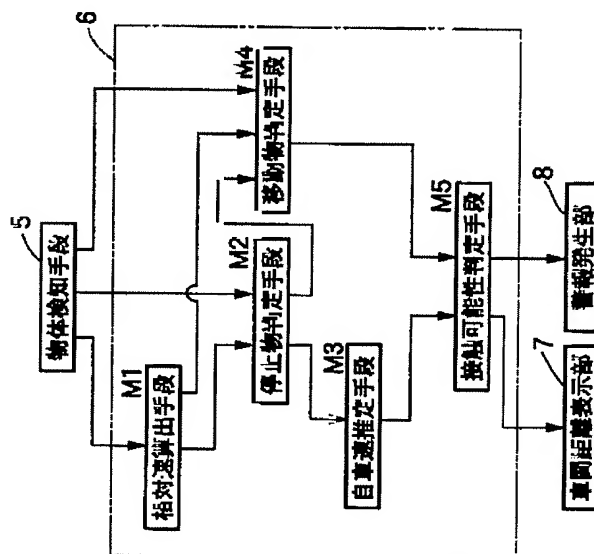 5
物体検知手段
6
M1
相対速算出手段
M2
停止物判定手段
M4
移動物判定手段
M3
自車速推定手段
M5
接触可能性判定手段
7
車間距離表示部
8
警報発生部